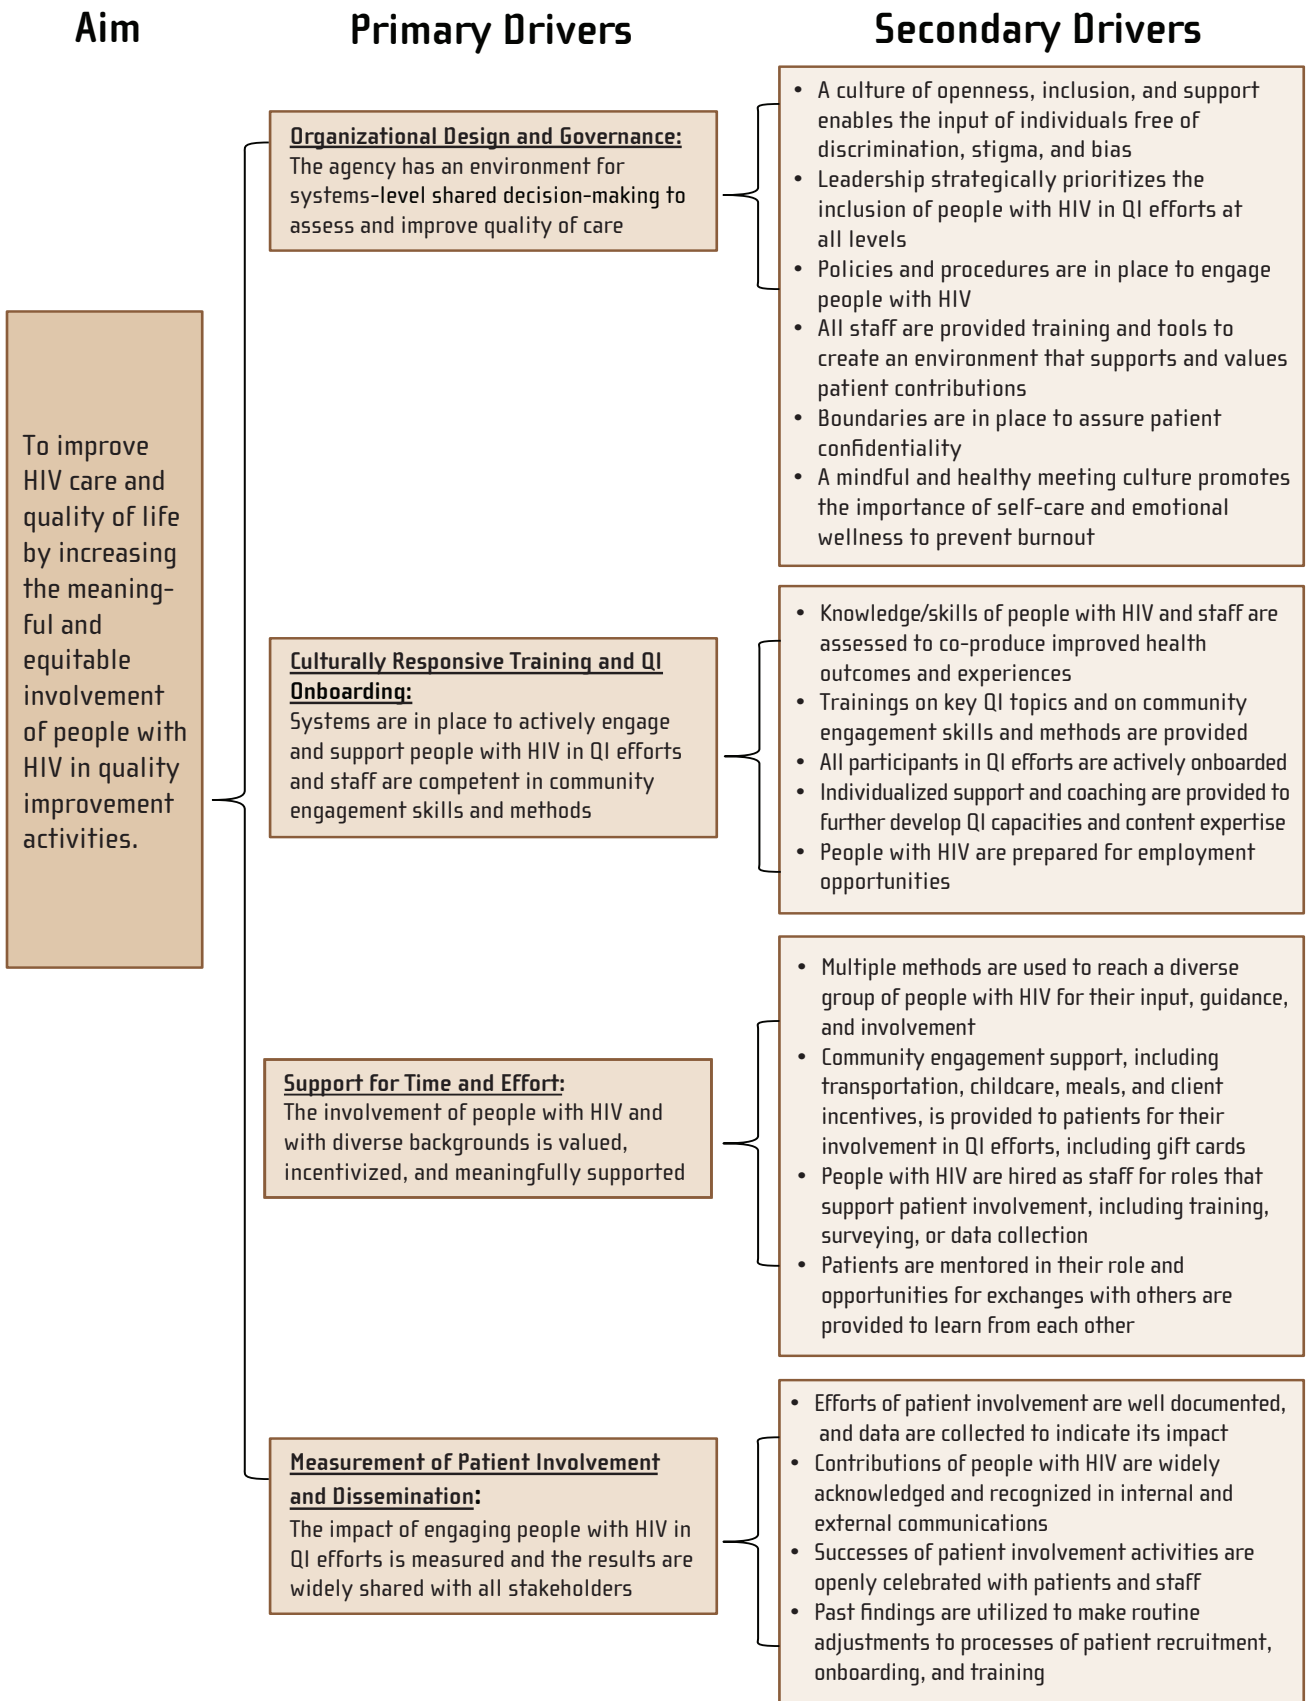 Aim
Primary Drivers
Secondary Drivers
To improve
HIV care and
quality of life
by increasing
the meaning-
ful and
equitable
involvement
of people with
HIV in quality
improvement
activities.
Organizational Design and Governance:
The agency has an environment for
systems-level shared decision-making to
assess and improve quality of care
• A culture of openness, inclusion, and support
enables the input of individuals free of
discrimination, stigma, and bias
• Leadership strategically prioritizes the
inclusion of people with HIV in QI efforts at
all levels
• Policies and procedures are in place to engage
people with HIV
• All staff are provided training and tools to
create an environment that supports and values
patient contributions
• Boundaries are in place to assure patient
confidentiality
• A mindful and healthy meeting culture promotes
the importance of self-care and emotional
wellness to prevent burnout
Culturally Responsive Training and QI
Onboarding:
Systems are in place to actively engage
and support people with HIV in QI efforts
and staff are competent in community
engagement skills and methods
• Knowledge/skills of people with HIV and staff are
assessed to co-produce improved health
outcomes and experiences
• Trainings on key QI topics and on community
engagement skills and methods are provided
• All participants in QI efforts are actively onboarded
• Individualized support and coaching are provided to
further develop QI capacities and content expertise
• People with HIV are prepared for employment
opportunities
Support for Time and Effort:
The involvement of people with HIV and
with diverse backgrounds is valued,
incentivized, and meaningfully supported
• Multiple methods are used to reach a diverse
group of people with HIV for their input, guidance,
and involvement
• Community engagement support, including
transportation, childcare, meals, and client
incentives, is provided to patients for their
involvement in QI efforts, including gift cards
• People with HIV are hired as staff for roles that
support patient involvement, including training,
surveying, or data collection
• Patients are mentored in their role and
opportunities for exchanges with others are
provided to learn from each other
Measurement of Patient Involvement
and Dissemination:
The impact of engaging people with HIV in
QI efforts is measured and the results are
widely shared with all stakeholders
• Efforts of patient involvement are well documented,
and data are collected to indicate its impact
• Contributions of people with HIV are widely
acknowledged and recognized in internal and
external communications
• Successes of patient involvement activities are
openly celebrated with patients and staff
• Past findings are utilized to make routine
adjustments to processes of patient recruitment,
onboarding, and training